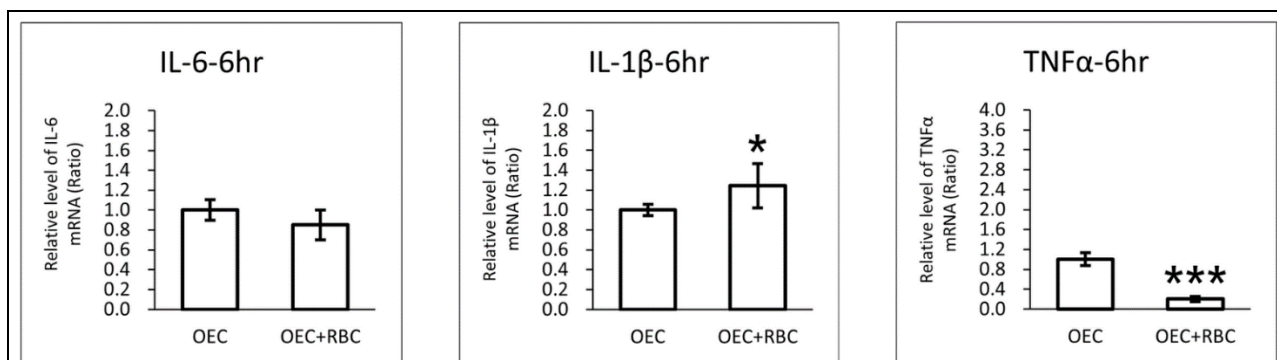 IL-6-6hr
Relative level of IL-6
mRNA (Ratio)
2.0
1.8
1.6
1.4
1.2
1.0
0.8
0.6
0.4
0.2
0.0
OEC OEC+RBC
IL-1β-6hr
Relative level of IL-1β
mRNA (Ratio)
2.0
1.8
1.6
1.4
1.2
1.0
0.8
0.6
0.4
0.2
0.0
*
OEC OEC+RBC
TNFα-6hr
Relative level of TNFα
mRNA (Ratio)
4.0
3.6
3.2
2.8
2.4
2.0
1.6
1.2
0.8
0.4
0.0
***
OEC OEC+RBC